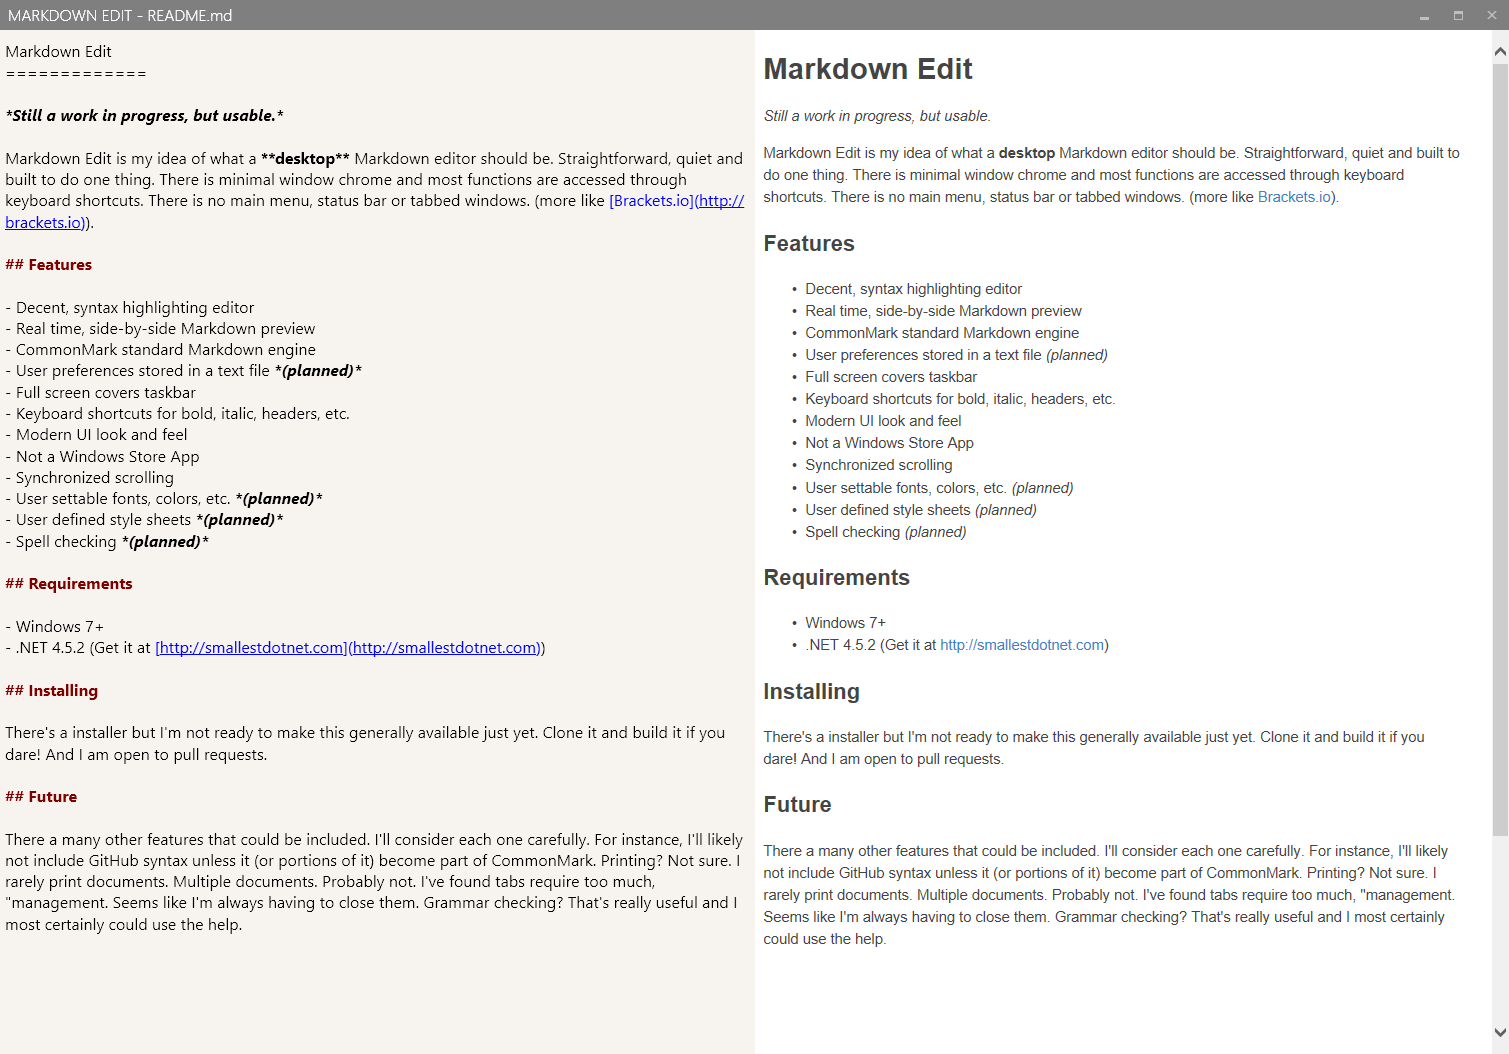 MARKDOWN EDIT - README.md
Markdown Edit
=============
*Still a work in progress, but usable.*
Markdown Edit is my idea of what a **desktop** Markdown editor should be. Straightforward, quiet and
built to do one thing. There is minimal window chrome and most functions are accessed through
keyboard shortcuts. There is no main menu, status bar or tabbed windows. (more like [Brackets.io](http://
brackets.io)).
## Features
- Decent, syntax highlighting editor
- Real time, side-by-side Markdown preview
- CommonMark standard Markdown engine
- User preferences stored in a text file *(planned)*
- Full screen covers taskbar
- Keyboard shortcuts for bold, italic, headers, etc.
- Modern UI look and feel
- Not a Windows Store App
- Synchronized scrolling
- User settable fonts, colors, etc. *(planned)*
- User defined style sheets *(planned)*
- Spell checking *(planned)*
## Requirements
- Windows 7+
- .NET 4.5.2 (Get it at [http://smallestdotnet.com](http://smallestdotnet.com))
## Installing
There's a installer but I'm not ready to make this generally available just yet. Clone it and build it if you
dare! And I am open to pull requests.
## Future
There a many other features that could be included. I'll consider each one carefully. For instance, I'll likely
not include GitHub syntax unless it (or portions of it) become part of CommonMark. Printing? Not sure. I
rarely print documents. Multiple documents. Probably not. I've found tabs require too much,
"management. Seems like I'm always having to close them. Grammar checking? That's really useful and I
most certainly could use the help.
Markdown Edit
Still a work in progress, but usable.
Markdown Edit is my idea of what a desktop Markdown editor should be. Straightforward, quiet and built to
do one thing. There is minimal window chrome and most functions are accessed through keyboard
shortcuts. There is no main menu, status bar or tabbed windows. (more like Brackets.io).
Features
• Decent, syntax highlighting editor
• Real time, side-by-side Markdown preview
• CommonMark standard Markdown engine
• User preferences stored in a text file (planned)
• Full screen covers taskbar
• Keyboard shortcuts for bold, italic, headers, etc.
• Modern UI look and feel
• Not a Windows Store App
• Synchronized scrolling
• User settable fonts, colors, etc. (planned)
• User defined style sheets (planned)
• Spell checking (planned)
Requirements
• Windows 7+
• .NET 4.5.2 (Get it at http://smallestdotnet.com)
Installing
There's a installer but I'm not ready to make this generally available just yet. Clone it and build it if you
dare! And I am open to pull requests.
Future
There a many other features that could be included. I'll consider each one carefully. For instance, I'll likely
not include GitHub syntax unless it (or portions of it) become part of CommonMark. Printing? Not sure. I
rarely print documents. Multiple documents. Probably not. I've found tabs require too much, "management.
Seems like I'm always having to close them. Grammar checking? That's really useful and I most certainly
could use the help.